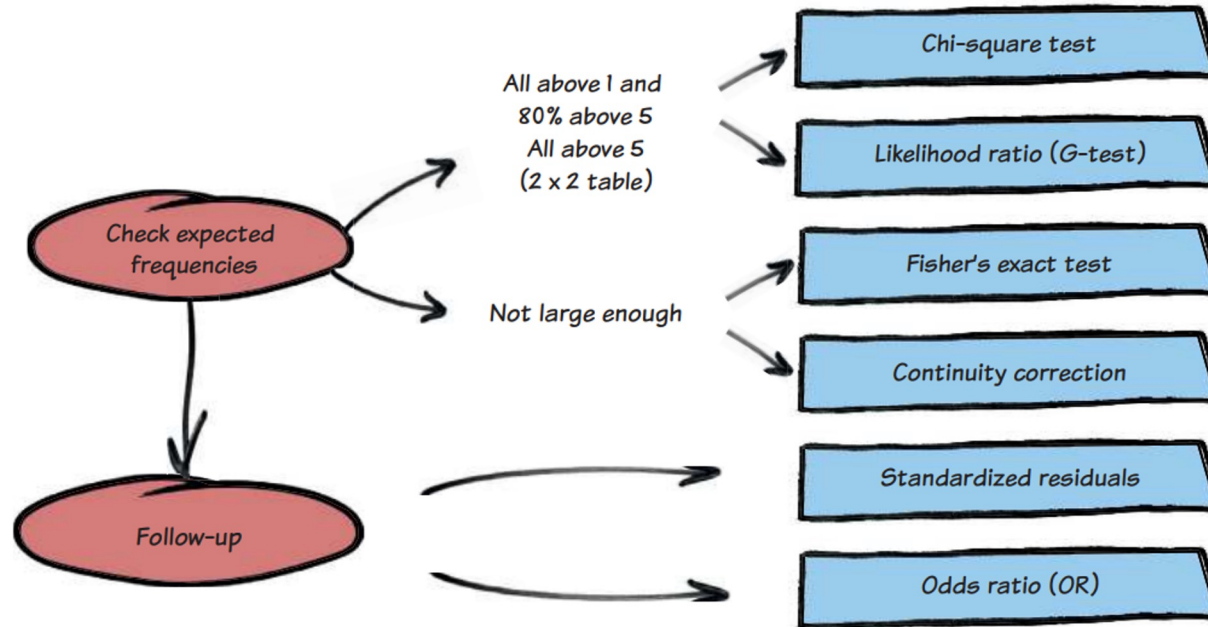 Chi-square test
All above 1 and
80% above 5
All above 5
(2 x 2 table)
Likelihood ratio (G-test)
Check expected
frequencies
Fisher's exact test
Not large enough
Continuity correction
Standardized residuals
Follow-up
Odds ratio (OR)